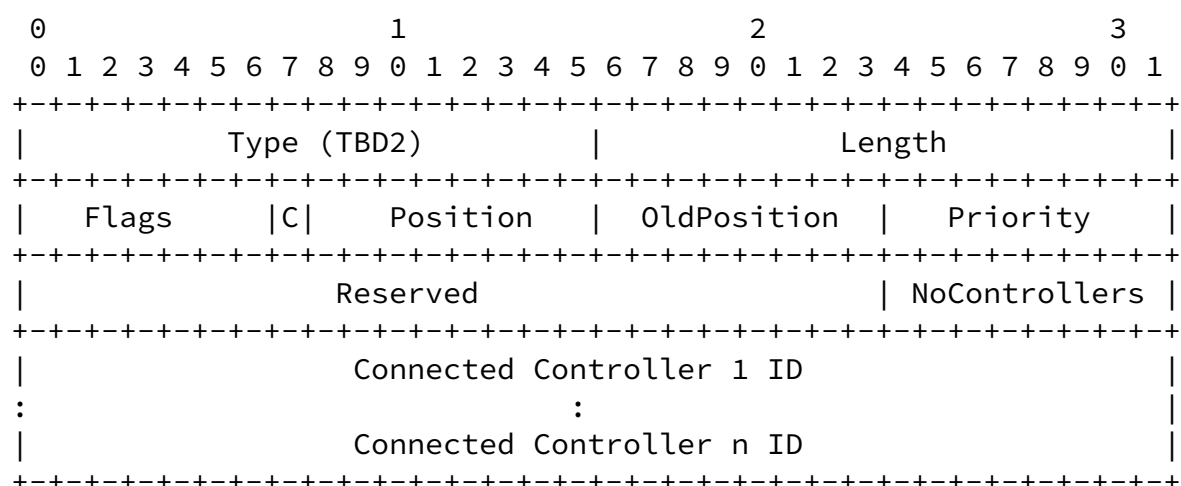 0                   1                   2                   3
 0 1 2 3 4 5 6 7 8 9 0 1 2 3 4 5 6 7 8 9 0 1 2 3 4 5 6 7 8 9 0 1
+-+-+-+-+-+-+-+-+-+-+-+-+-+-+-+-+-+-+-+-+-+-+-+-+-+-+-+-+-+-+-+-+
|           Type (TBD2)         |             Length            |
+-+-+-+-+-+-+-+-+-+-+-+-+-+-+-+-+-+-+-+-+-+-+-+-+-+-+-+-+-+-+-+-+
|   Flags     |C|    Position   |  OldPosition  |   Priority    |
+-+-+-+-+-+-+-+-+-+-+-+-+-+-+-+-+-+-+-+-+-+-+-+-+-+-+-+-+-+-+-+-+
|                 Reserved                      | NoControllers |
+-+-+-+-+-+-+-+-+-+-+-+-+-+-+-+-+-+-+-+-+-+-+-+-+-+-+-+-+-+-+-+-+
|                  Connected Controller 1 ID                    |
:                              :                                |
|                  Connected Controller n ID                    |
+-+-+-+-+-+-+-+-+-+-+-+-+-+-+-+-+-+-+-+-+-+-+-+-+-+-+-+-+-+-+-+-+